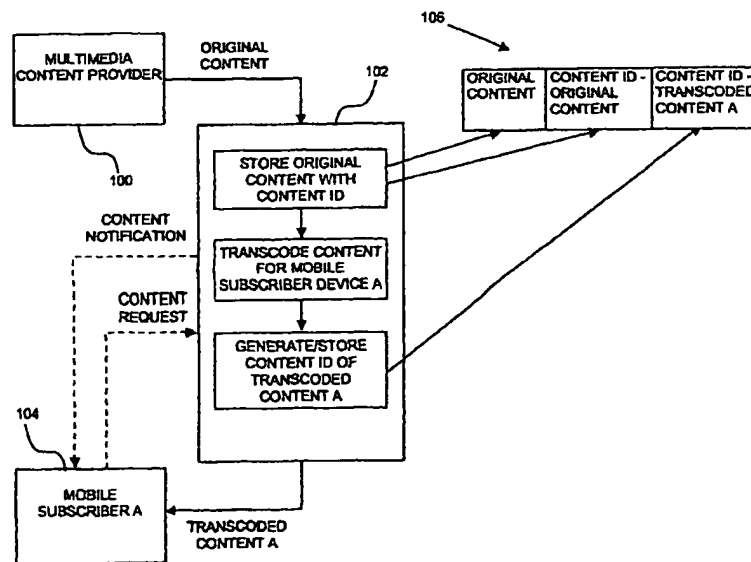 106
MULTIMEDIA
CONTENT PROVIDER
100
ORIGINAL
CONTENT
102
ORIGINAL
CONTENT
CONTENT ID -
ORIGINAL
CONTENT
CONTENT ID -
TRANSCODED
CONTENT A
STORE ORIGINAL
CONTENT WITH
CONTENT ID
CONTENT
NOTIFICATION
TRANSCODE CONTENT
FOR MOBILE
SUBSCRIBER DEVICE A
CONTENT
REQUEST
GENERATE/STORE
CONTENT ID OF
TRANSCODED
CONTENT A
104
MOBILE
SUBSCRIBER A
TRANSCODED
CONTENT A